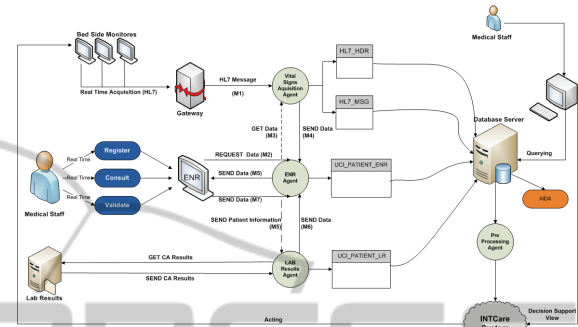 Bed Side Monitores
Real Time Acquisition (HL7)
Gateway
HL7 Message
(M1)
Vital
Signs
Aquisition
Agent
HL7_HDR
HL7_MSG
Medical Staff
Database Server
Querying
AIDA
GET Data
(M3)
SEND Data
(M4)
Real Time
Register
Real Time
Consult
Real Time
Validate
Medical Staff
ENR
REQUEST Data (M2)
SEND Data (M5)
SEND Data (M7)
ENR
Agent
UCI_PATIENT_ENR
SEND Patient Information
(M5)
SEND Data
(M6)
Pre
Processing
Agent
GET CA Results
SEND CA Results
Lab Results
LAB
Results
Agent
UCI_PATIENT_LR
Acting
INTCare
Decision Support
View